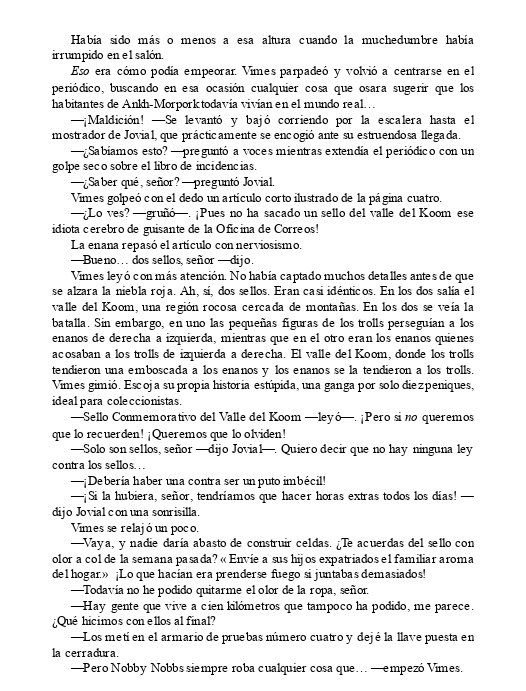 Había sido más o menos a esa altura cuando la muchedumbre había
irrumpido en el salón.
Eso era cómo podía empeorar. Vimes parpadeó y volvió a centrarse en el
periódico, buscando en esa ocasión cualquier cosa que osara sugerir que los
habitantes de Ankh-Morpork todavía vivían en el mundo real…
—¡Maldición! —Se levantó y bajó corriendo por la escalera hasta el
mostrador de Jovial, que prácticamente se encogió ante su estruendosa llegada.
—¿Sabíamos esto? —preguntó a voces mientras extendía el periódico con un
golpe seco sobre el libro de incidencias.
—¿Saber qué, señor? —preguntó Jovial.
Vimes golpeó con el dedo un artículo corto ilustrado de la página cuatro.
—¿Lo ves? —gruñó—. ¡Pues no ha sacado un sello del valle del Koom ese
idiota cerebro de guisante de la Oficina de Correos!
La enana repasó el artículo con nerviosismo.
—Bueno… dos sellos, señor —dijo.
Vimes leyó con más atención. No había captado muchos detalles antes de que
se alzara la niebla roja. Ah, sí, dos sellos. Eran casi idénticos. En los dos salía el
valle del Koom, una región rocosa cercada de montañas. En los dos se veía la
batalla. Sin embargo, en uno las pequeñas figuras de los trolls perseguían a los
enanos de derecha a izquierda, mientras que en el otro eran los enanos quienes
acosaban a los trolls de izquierda a derecha. El valle del Koom, donde los trolls
tendieron una emboscada a los enanos y los enanos se la tendieron a los trolls.
Vimes gimió. Escoja su propia historia estúpida, una ganga por solo diez peniques,
ideal para coleccionistas.
—Sello Conmemorativo del Valle del Koom —leyó—. ¡Pero si no queremos
que lo recuerden! ¡Queremos que lo olviden!
—Solo son sellos, señor —dijo Jovial—. Quiero decir que no hay ninguna ley
contra los sellos…
—¡Debería haber una contra ser un puto imbécil!
—¡Si la hubiera, señor, tendríamos que hacer horas extras todos los días! —
dijo Jovial con una sonrisilla.
Vimes se relajó un poco.
—Vaya, y nadie daría abasto de construir celdas. ¿Te acuerdas del sello con
olor a col de la semana pasada? «Envíe a sus hijos expatriados el familiar aroma
del hogar.» ¡Lo que hacían era prenderse fuego si juntabas demasiados!
—Todavía no he podido quitarme el olor de la ropa, señor.
—Hay gente que vive a cien kilómetros que tampoco ha podido, me parece.
¿Qué hicimos con ellos al final?
—Los metí en el armario de pruebas número cuatro y dejé la llave puesta en
la cerradura.
—Pero Nobby Nobbs siempre roba cualquier cosa que… —empezó Vimes.